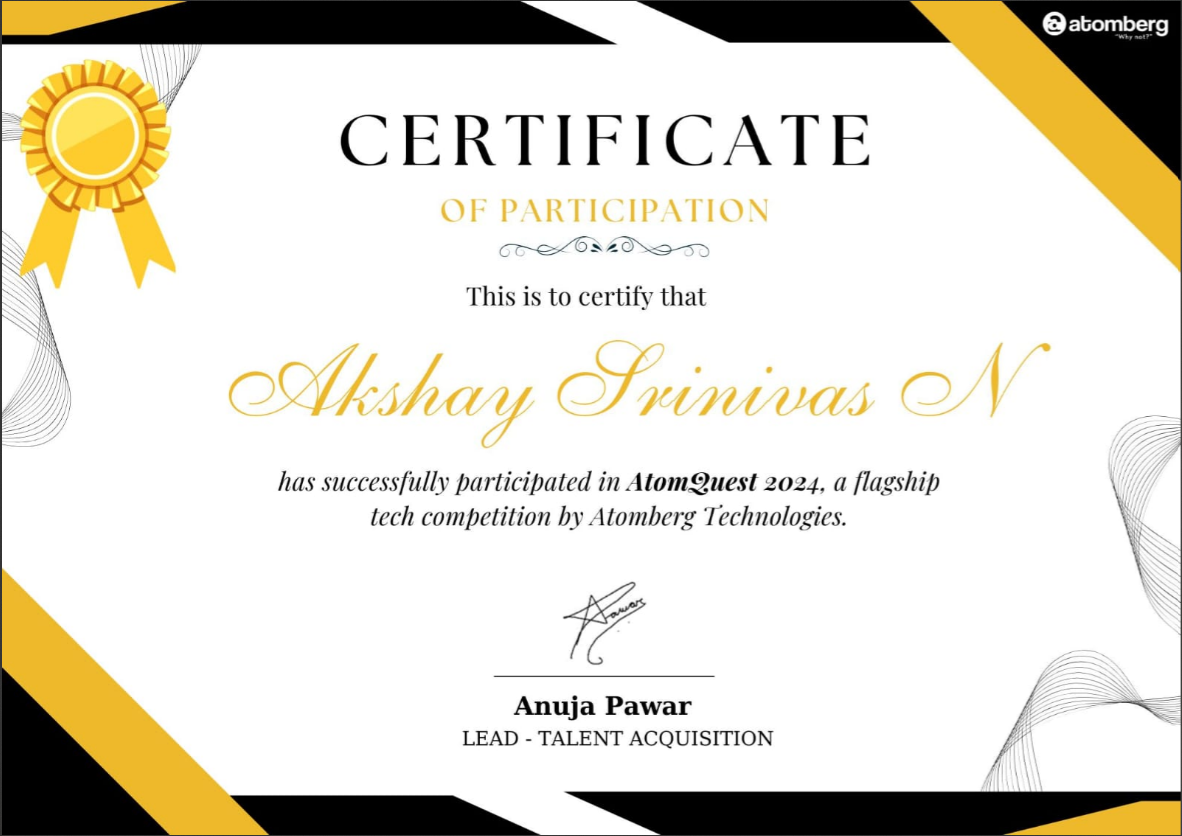 atomberg
"Why not?"
CERTIFICATE
OF PARTICIPATION
This is to certify that
Akshay Srinivas N
has successfully participated in AtomQuest 2024, a flagship
tech competition by Atomberg Technologies.
Pawar
Anuja Pawar
LEAD - TALENT ACQUISITION